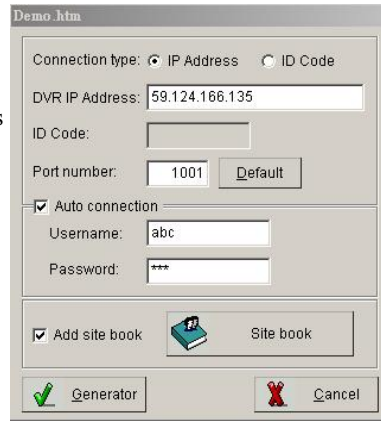 Demo.htm
Connection type: IP Address ID Code
DVR IP Address: 59.124.166.135
s
ID Code:
Port number: 1001 Default
Auto connection
Username: abc
Password: ***
Add site book Site book
Generator Cancel